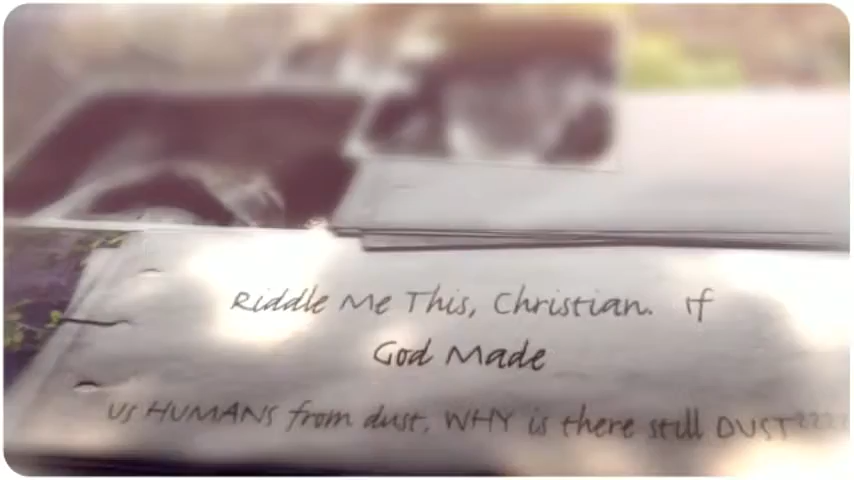 Riddle Me This, Christian. If
God Made
us HUMANS from dust. WHY is there still DUST????